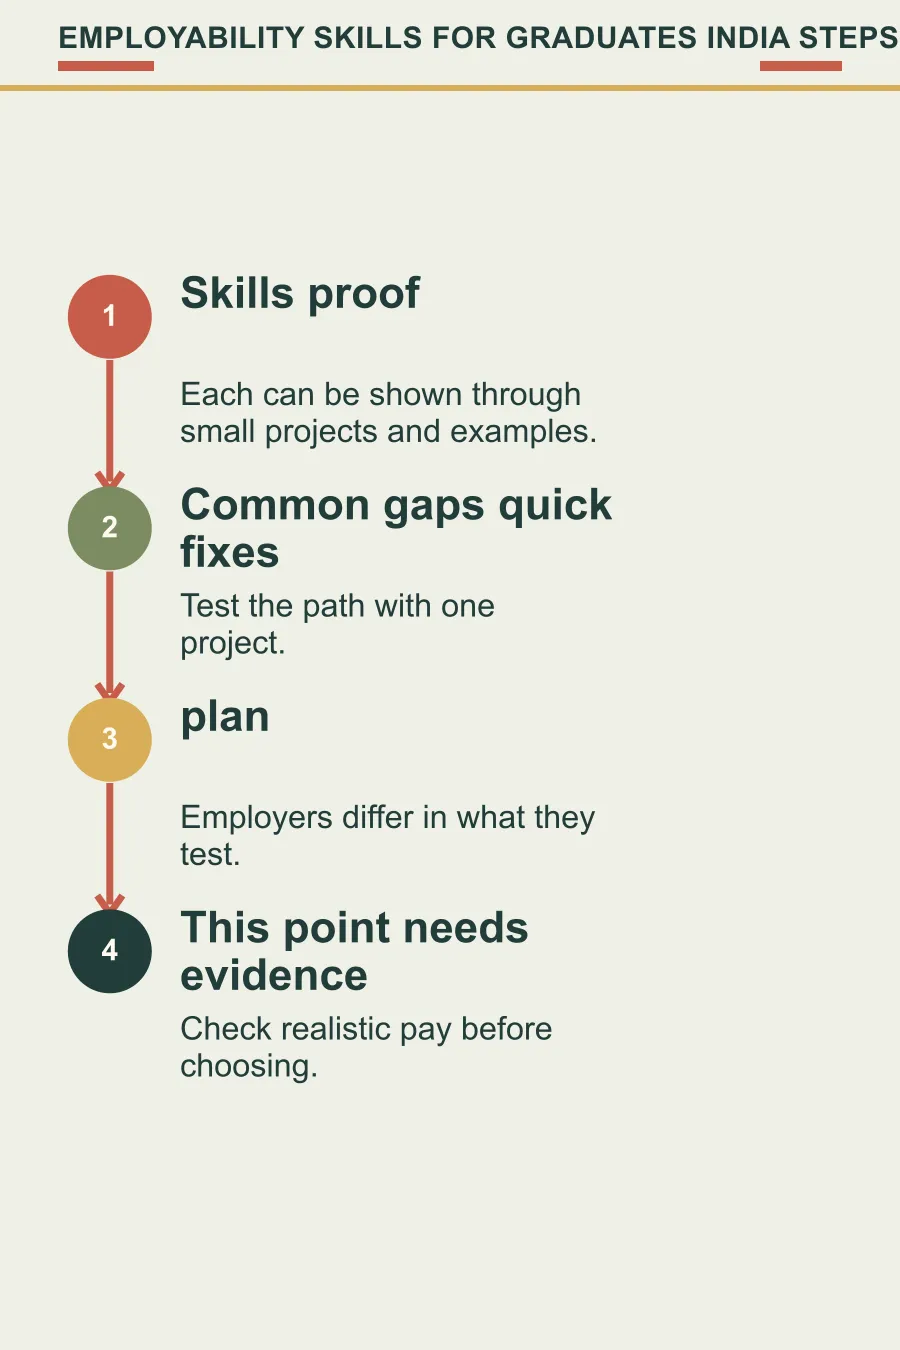 EMPLOYABILITY SKILLS FOR GRADUATES INDIA STEPS
1
Skills proof
Each can be shown through
small projects and examples.
2
Common gaps quick
fixes
Test the path with one
project.
3
plan
Employers differ in what they
test.
4
This point needs
evidence
Check realistic pay before
choosing.